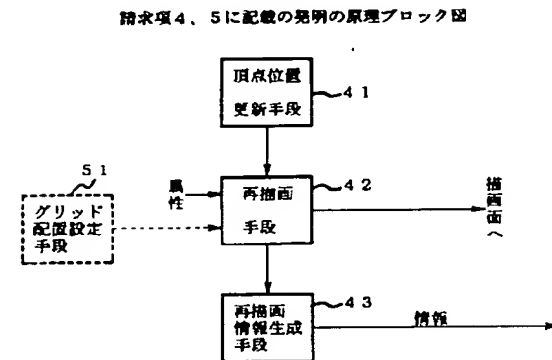 請求項4、5に記載の発明の原理ブロック図
頂点位置
更新手段
41
51
グリッド
配置設定
手段
属性
再描画
手段
42
描画面へ
再描画
情報生成
手段
43
情報